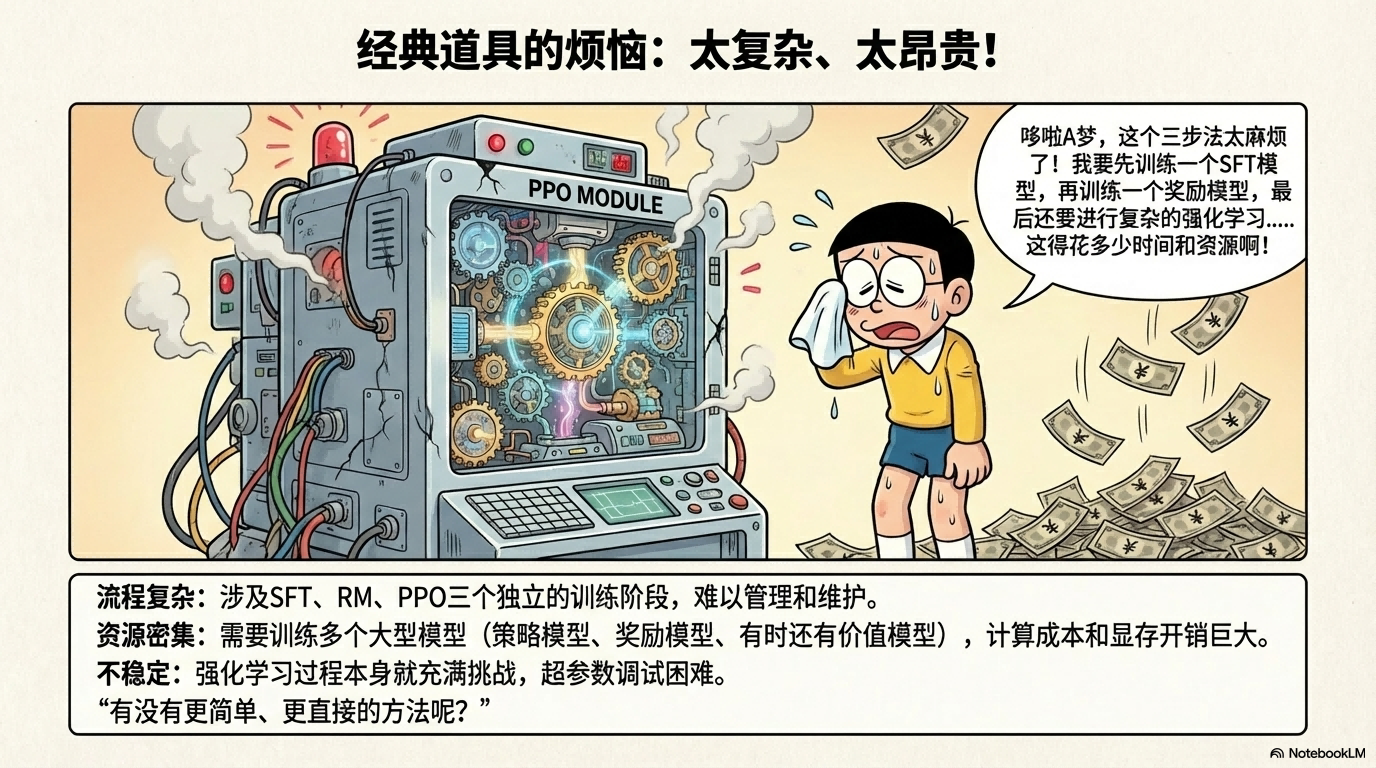 经典道具的烦恼：太复杂、太昂贵！
PPO MODULE
哆啦A梦，这个三步法太麻烦
了！我要先训练一个SFT模
型，再训练一个奖励模型，最
后还要进行复杂的强化学习.....
这得花多少时间和资源啊！
流程复杂：涉及SFT、RM、PPO三个独立的训练阶段，难以管理和维护。
资源密集：需要训练多个大型模型（策略模型、奖励模型、有时还有价值模型），计算成本和显存开销巨大。
不稳定：强化学习过程本身就充满挑战，超参数调试困难。
“有没有更简单、更直接的方法呢？”
NotebookLM